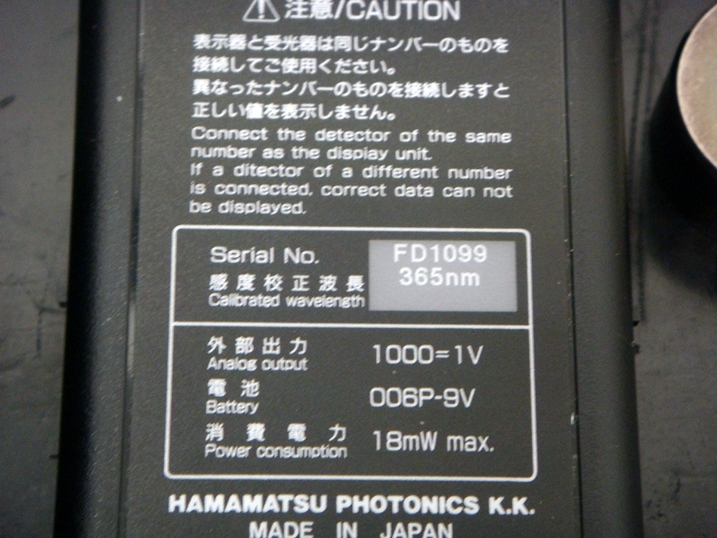 注意/CAUTION
表示器と受光器は同じナンバーのものを
接続してご使用ください。
異なったナンバーのものを接続しますと
正しい値を表示しません。
Connect the detector of the same
number as the display unit.
If a ditector of a different number
is connected, correct data can not
be displayed.
Serial No. FD1099
感度校正波長 365nm
Calibrated wavelength
外部出力 1000=1V
Analog output
電池 006P-9V
Battery
消費電力 18mW max.
Power consumption
HAMAMATSU PHOTONICS K.K.
MADE IN JAPAN